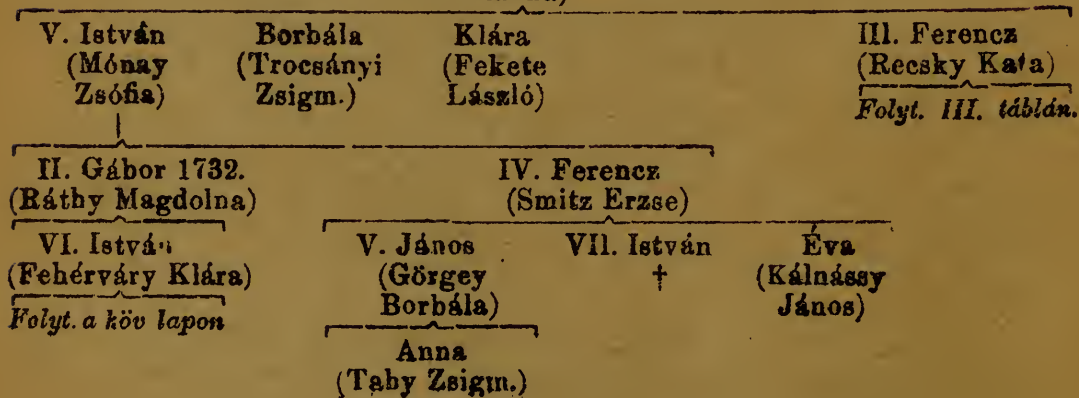 V. István Borbála Klára III. Ferencz
(Mónay (Trocsányi (Fekete (Recsky Kata)
Zsófia) Zsigm.) László) Folyt. III. táblán.
II. Gábor 1732. IV. Ferencz
(Ráthy Magdolna) (Smitz Erzse)
VI. István V. János VII. István Éva
(Fehérváry Klára) (Görgey † (Kálnássy
Folyt. a köv lapon Borbála) János)
Anna
(Taby Zsigm.)